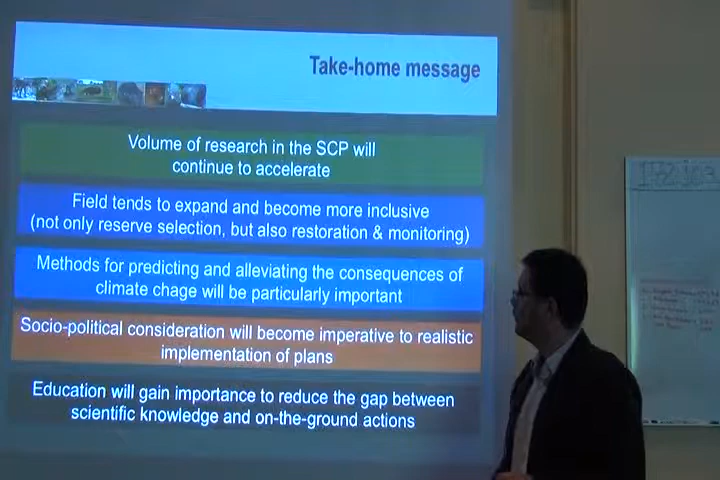 Take-home message
Volume of research in the SCP will
continue to accelerate
Field tends to expand and become more inclusive
(not only reserve selection, but also restoration & monitoring)
Methods for predicting and alleviating the consequences of
climate chage will be particularly important
Socio-political consideration will become imperative to realistic
implementation of plans
Education will gain importance to reduce the gap between
scientific knowledge and on-the-ground actions